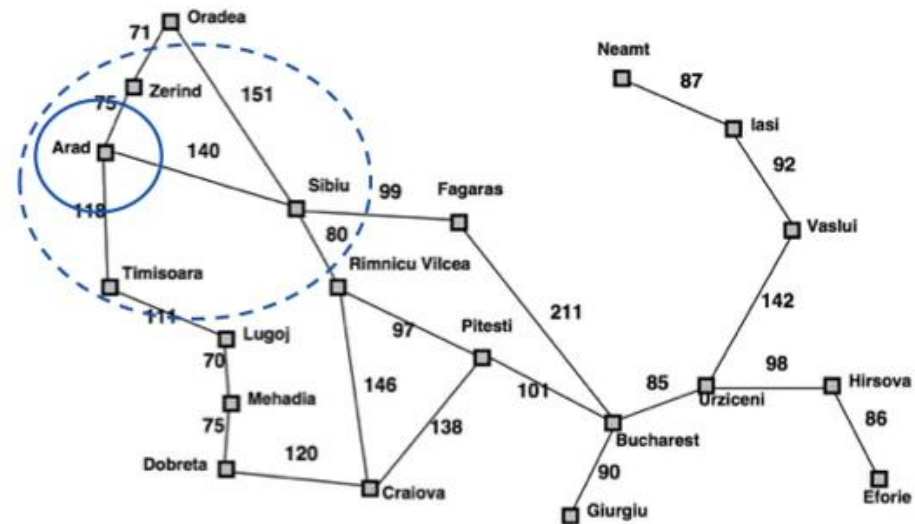 Oradea
71
Neamt
87
Zerind
151
75
Iasi
Arad
140
92
Sibiu
99
Fagaras
118
80
Vaslui
Timisoara
Rimnicu Vilcea
142
111
211
Lugoj
97
Pitesti
70
98
Hirsova
146
101
85
Urziceni
Mehadia
86
75
138
Bucharest
120
Dobreta
90
Craiova
Eforie
Giurgiu